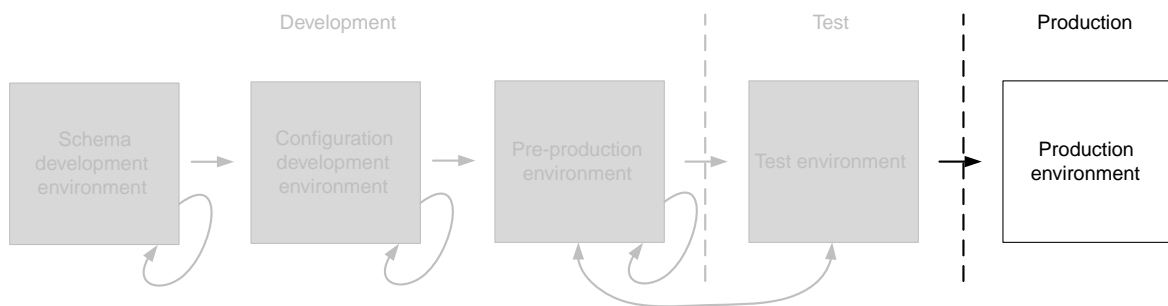 Development
Test
Production
Schema
development
environment
Configuration
development
environment
Pre-production
environment
Test environment
Production
environment